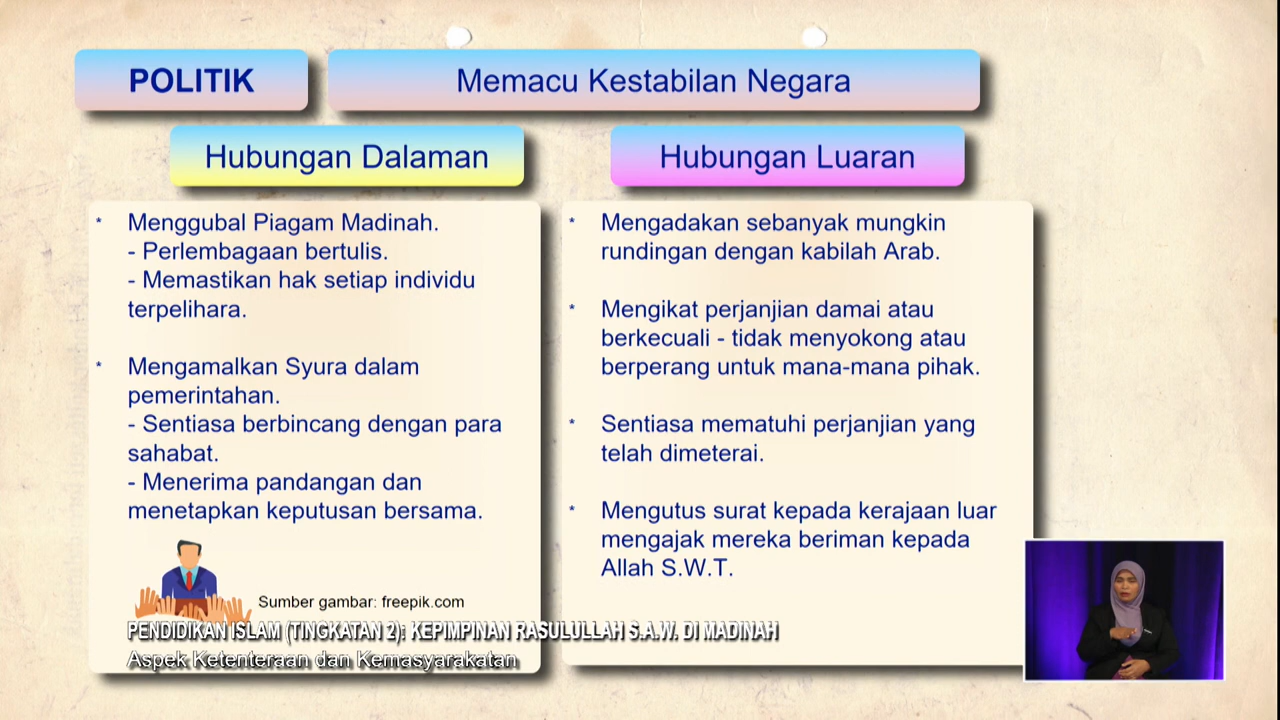 POLITIK
Memacu Kestabilan Negara
Hubungan Dalaman
* Menggubal Piagam Madinah.
- Perlembagaan bertulis.
- Memastikan hak setiap individu
terpelihara.
* Mengamalkan Syura dalam
pemerintahan.
- Sentiasa berbincang dengan para
sahabat.
- Menerima pandangan dan
menetapkan keputusan bersama.
Sumber gambar: freepik.com
Hubungan Luaran
* Mengadakan sebanyak mungkin
rundingan dengan kabilah Arab.
* Mengikat perjanjian damai atau
berkecuali - tidak menyokong atau
berperang untuk mana-mana pihak.
* Sentiasa mematuhi perjanjian yang
telah dimeterai.
* Mengutus surat kepada kerajaan luar
mengajak mereka beriman kepada
Allah S.W.T.
PENDIDIKAN ISLAM (TINGKATAN 2): KEPIMPINAN RASULULLAH S.A.W. DI MADINAH
Aspek Ketenteraan dan Kemasyarakatan